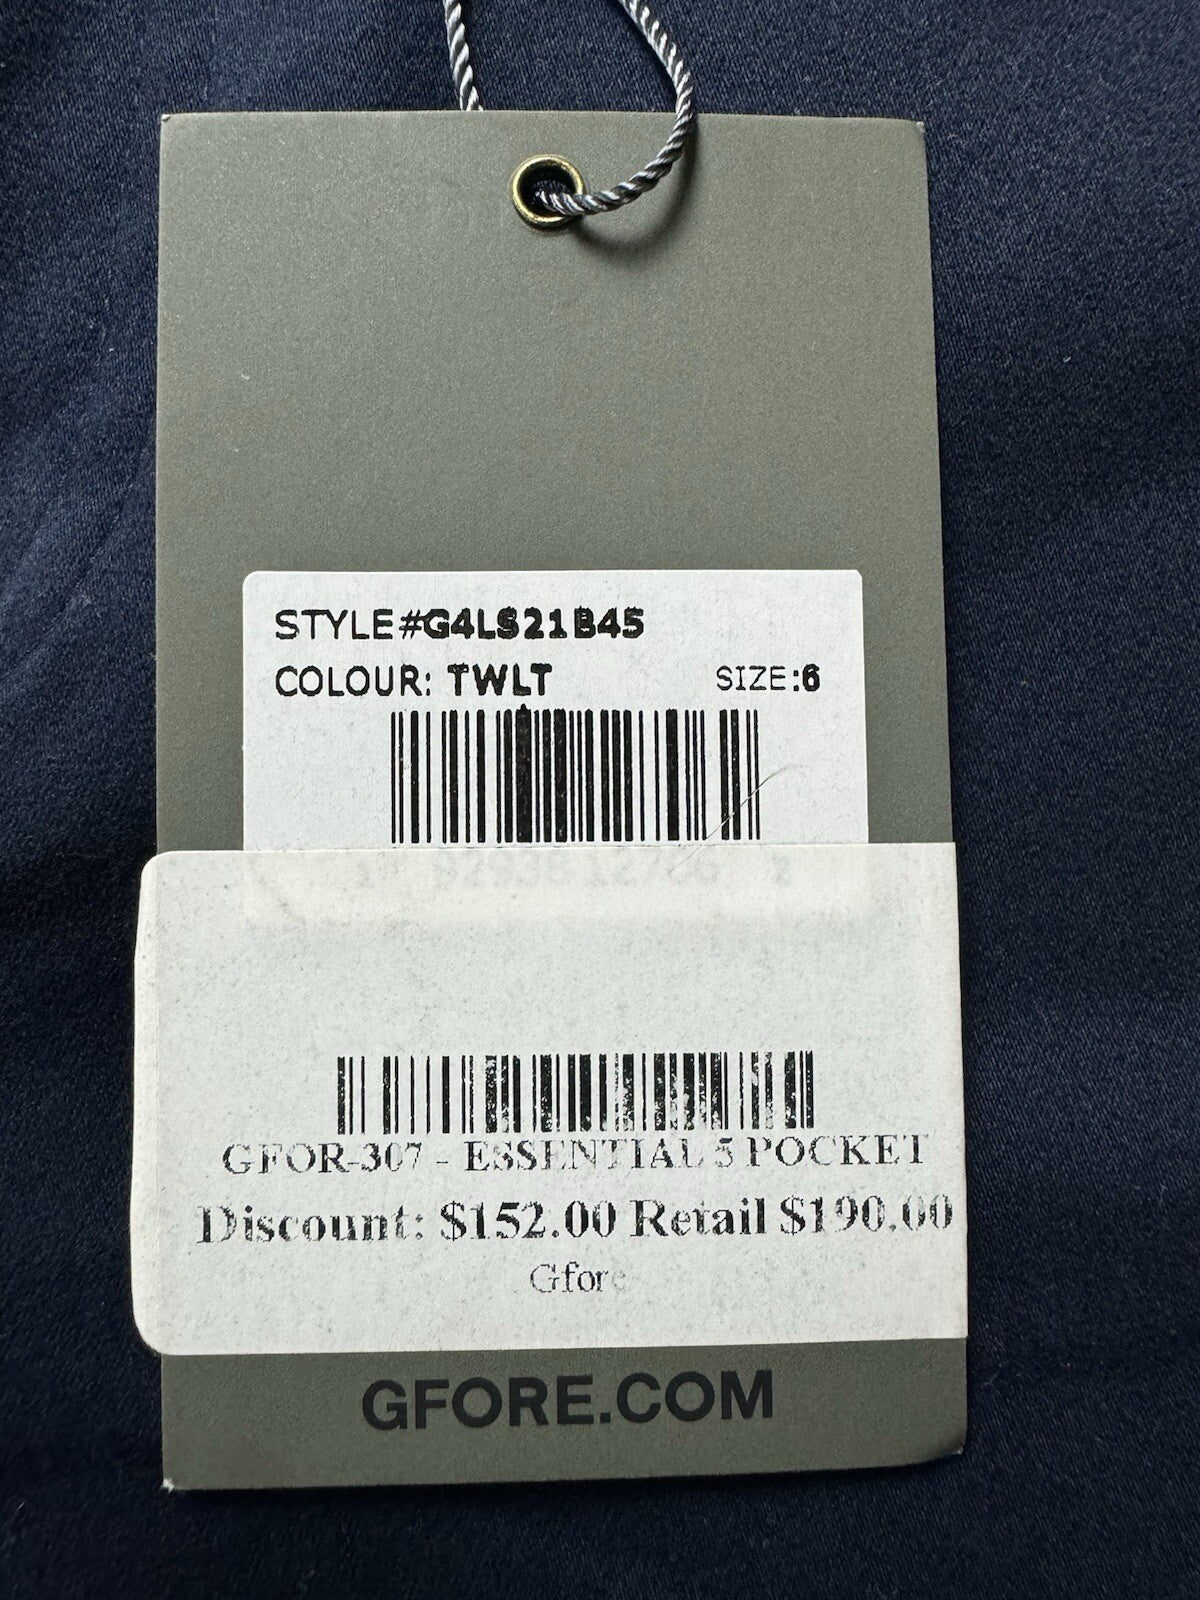 STYLE#G4LS21B45
COLOUR: TWLT SIZE:6
GFOR-307 - ESSENTIAL 5 POCKET
Discount: $152.00 Retail $190.00
Gfore
GFORE.COM